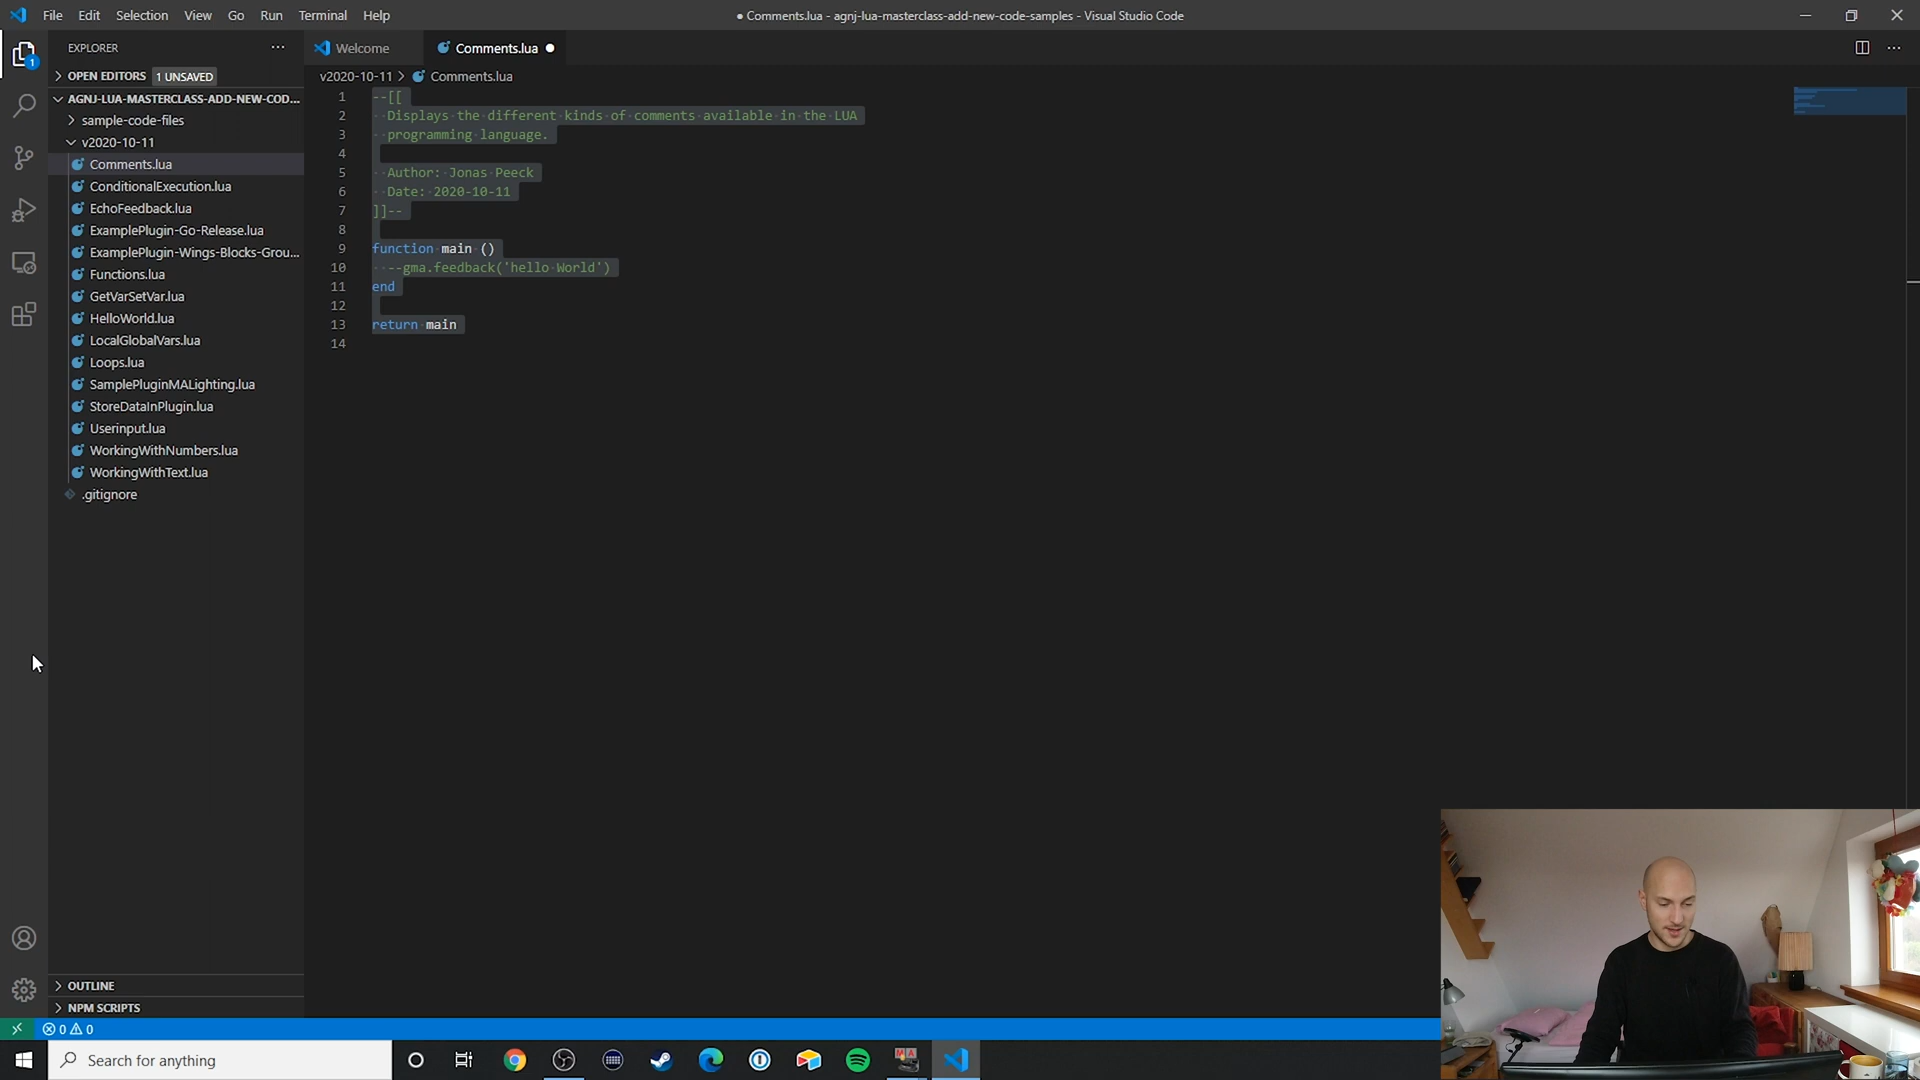 File Edit Selection View Go Run Terminal Help
● Comments.lua - agnj-lua-masterclass-add-new-code-samples - Visual Studio Code
EXPLORER
Welcome
Comments.lua
1
OPEN EDITORS 1 UNSAVED
v2020-10-11 > Comments.lua
AGNJ-LUA-MASTERCLASS-ADD-NEW-COD...
sample-code-files
v2020-10-11
Comments.lua
ConditionalExecution.lua
EchoFeedback.lua
ExamplePlugin-Go-Release.lua
ExamplePlugin-Wings-Blocks-Grou...
Functions.lua
GetVarSetVar.lua
HelloWorld.lua
LocalGlobalVars.lua
Loops.lua
SamplePluginMALighting.lua
StoreDataInPlugin.lua
Userinput.lua
WorkingWithNumbers.lua
WorkingWithText.lua
.gitignore
1 --[[
2 Displays the different kinds of comments available in the LUA
3 programming language.
4
5 Author: Jonas Peeck
6 Date: 2020-10-11
7 ]]--
8
9 function main ()
10 --gma.feedback('hello World')
11 end
12
13 return main
14
OUTLINE
NPM SCRIPTS
0 0
Search for anything
MA